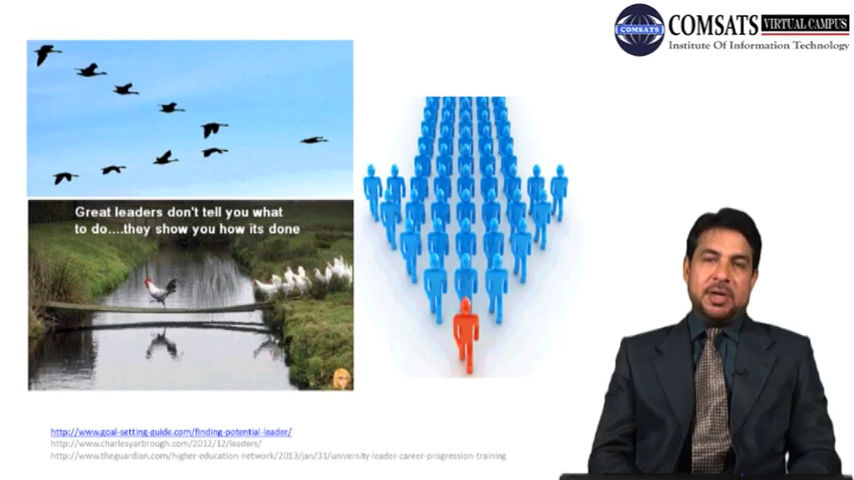 COMSATS VIRTUAL CAMPUS
COMSATS
Institute Of Information Technology
Great leaders don't tell you what
to do....they show you how its done
http://www.goal-setting-guide.com/finding-potential-leader/
http://www.charlesyarbrough.com/2012/12/leaders/
http://www.theguardian.com/higher-education-network/2013/jan/31/university-leader-career-progression-training